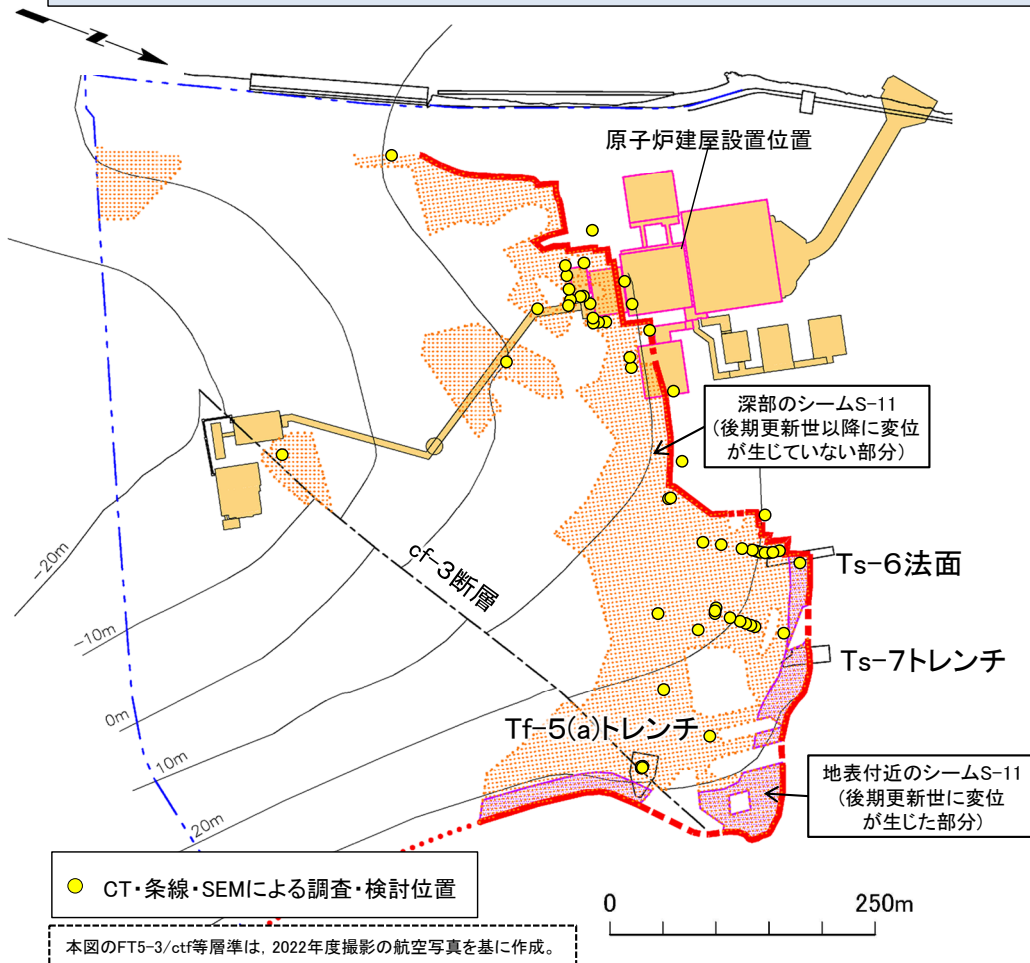 原子炉建屋設置位置
深部のシームS-11
(後期更新世以降に変位
が生じていない部分)
cf-3断層
Ts-6法面
Ts-7トレンチ
Tf-5(a)トレンチ
地表付近のシームS-11
(後期更新世に変位
が生じた部分)
-20m
-10m
0m
10m
20m
CT・条線・SEMによる調査・検討位置
0 250m
本図のFT5-3/ctf等層準は，2022年度撮影の航空写真を基に作成。